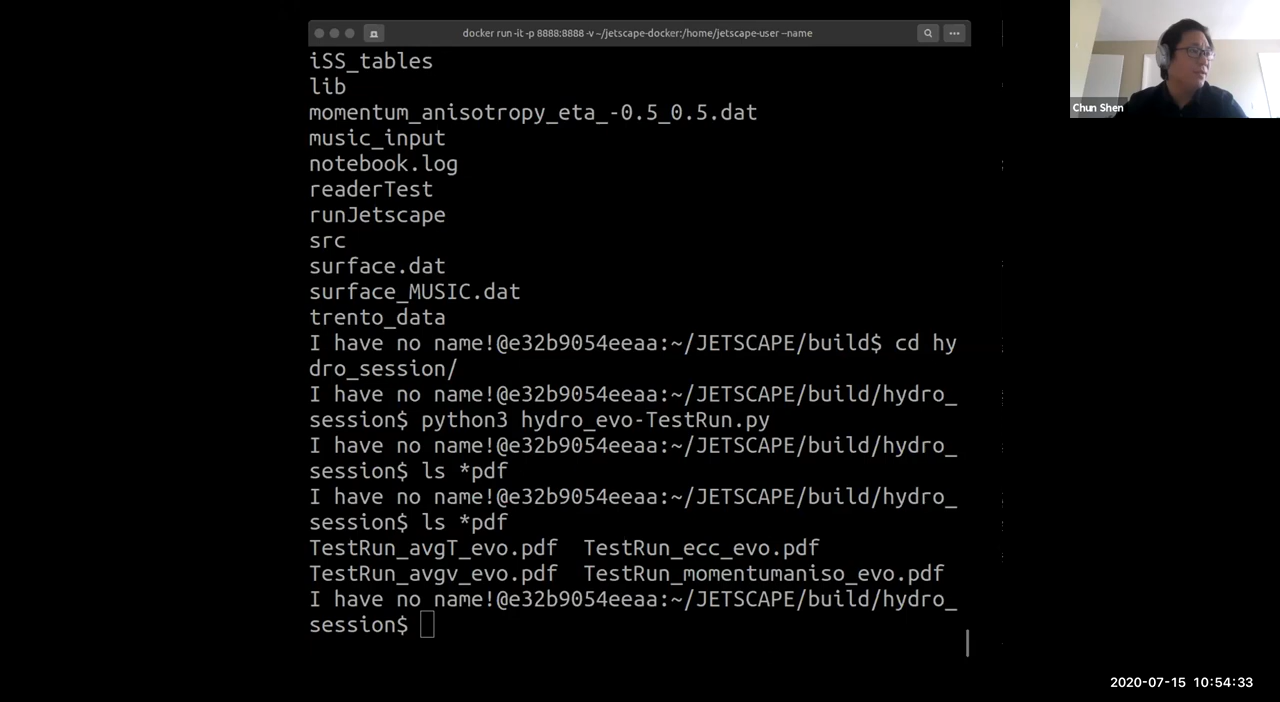 docker run -it -p 8888:8888 -v ~/jetscape-docker:/home/jetscape-user --name
iSS_tables
lib
momentum_anisotropy_eta_-0.5_0.5.dat
music_input
notebook.log
readerTest
runJetscape
src
surface.dat
surface_MUSIC.dat
trento_data
I have no name!@e32b9054eeaa:~/JETSCAPE/build$ cd hy
dro_session/
I have no name!@e32b9054eeaa:~/JETSCAPE/build/hydro_
session$ python3 hydro_evo-TestRun.py
I have no name!@e32b9054eeaa:~/JETSCAPE/build/hydro_
session$ ls *pdf
I have no name!@e32b9054eeaa:~/JETSCAPE/build/hydro_
session$ ls *pdf
TestRun_avgT_evo.pdf  TestRun_ecc_evo.pdf
TestRun_avgv_evo.pdf  TestRun_momentumaniso_evo.pdf
I have no name!@e32b9054eeaa:~/JETSCAPE/build/hydro_
session$
Chun Shen
2020-07-15 10:54:33